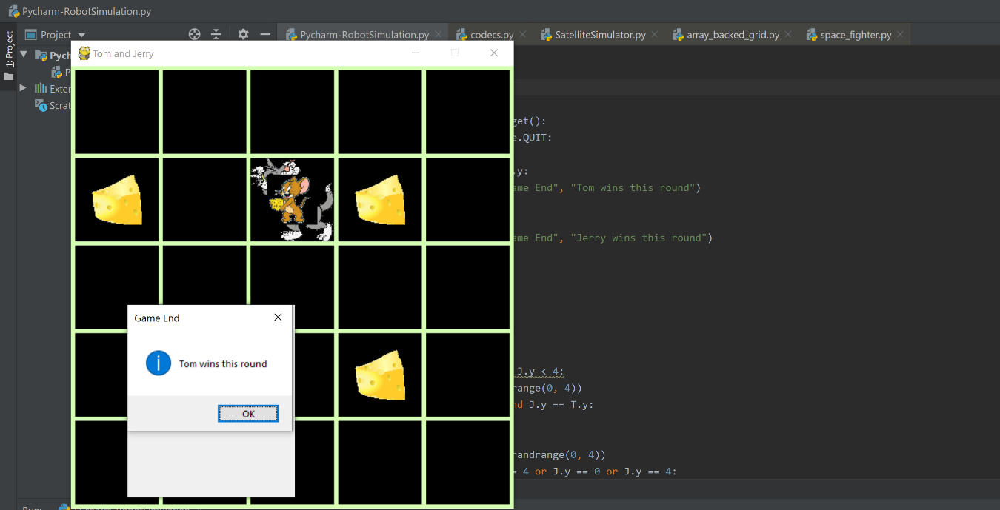 Pycharm-RobotSimulation.py
1: Project
Project
Pycharm-RobotSimulation.py
codecs.py
SatelliteSimulator.py
array_backed_grid.py
space_fighter.py
Pych
P
Exter
Scrat
Tom and Jerry
get():
e.QUIT:
.y:
ame End", "Tom wins this round")
ame End", "Jerry wins this round")
Game End
Tom wins this round
OK
J.y < 4:
range(0, 4))
nd J.y == T.y:
randrange(0, 4))
= 4 or J.y == 0 or J.y == 4: